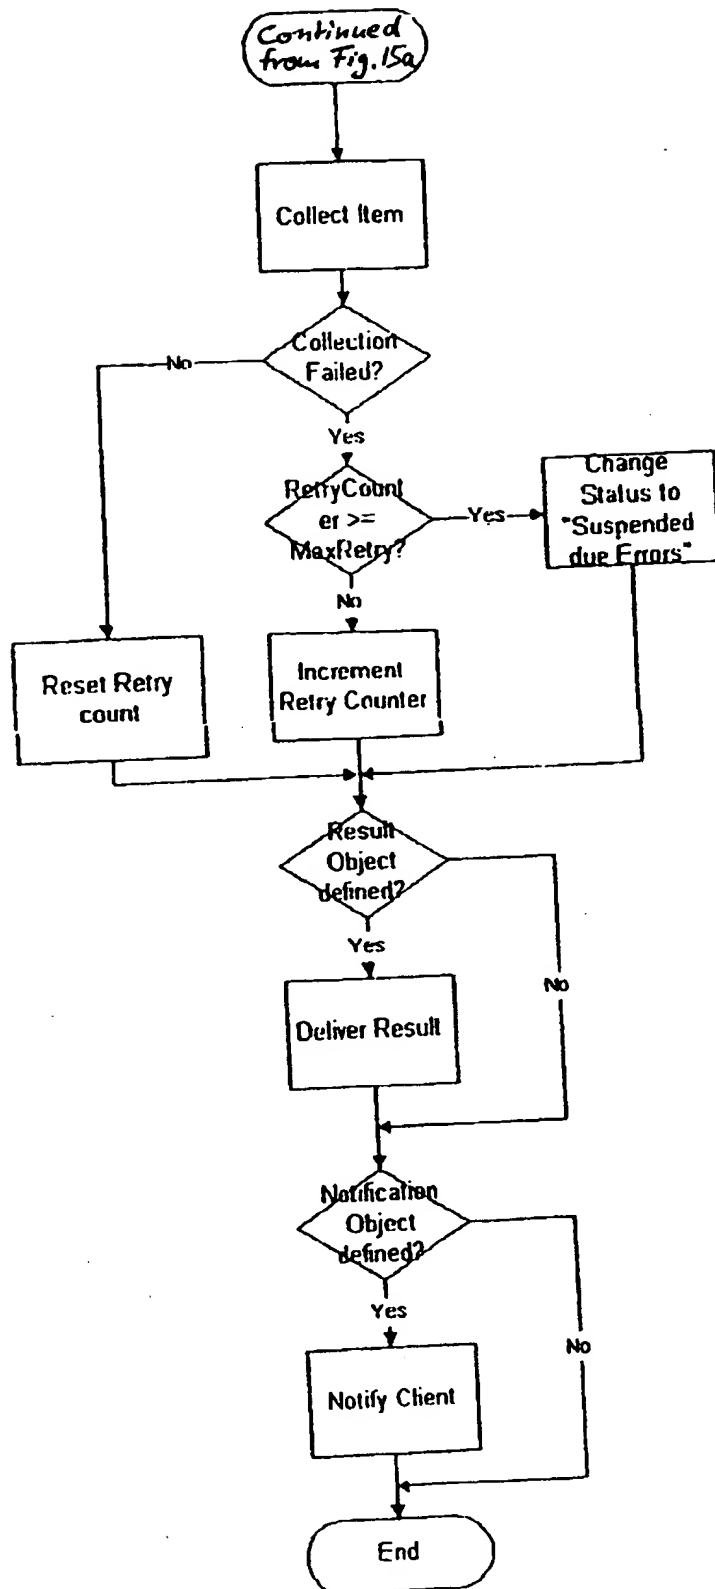 Continued
from Fig. 15a
Collect Item
Collection
Failed?
No
Yes
RetryCount
er >=
MaxRetry?
Yes
Change
Status to
"Suspended
due Errors"
No
Reset Retry
count
Increment
Retry Counter
Result
Object
defined?
Yes
No
Deliver Result
Notification
Object
defined?
Yes
No
Notify Client
End